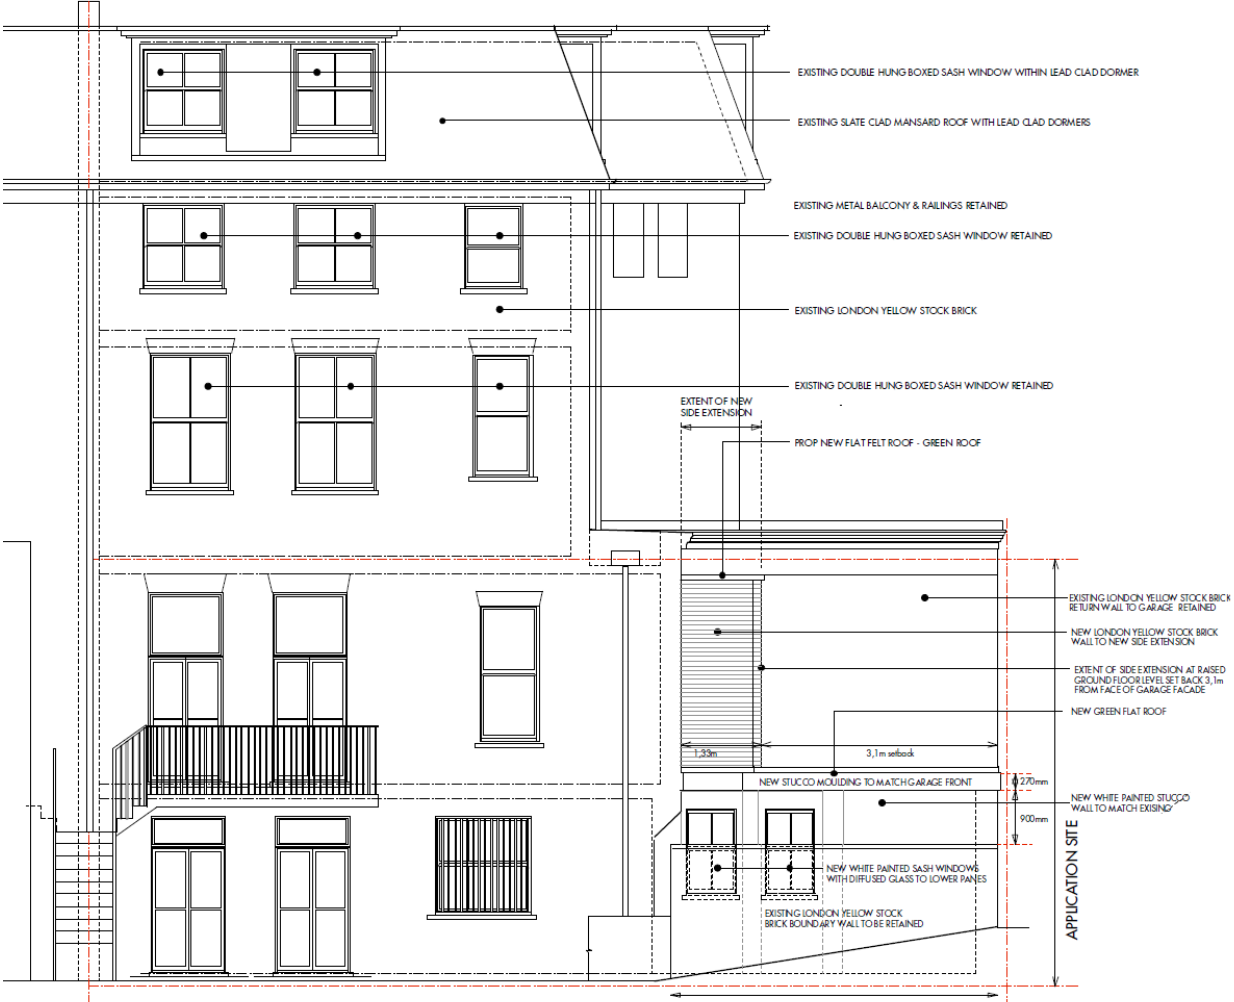 EXISTING DOUBLE HUNG BOXED SASH WINDOW WITHIN LEAD CLAD DORMER
EXISTING SLATE CLAD MANSARD ROOF WITH LEAD CLAD DORMERS
EXISTING METAL BALCONY & RAILINGS RETAINED
EXISTING DOUBLE HUNG BOXED SASH WINDOW RETAINED
EXISTING LONDON YELLOW STOCK BRICK
EXISTING DOUBLE HUNG BOXED SASH WINDOW RETAINED
EXTENT OF NEW
SIDE EXTENSION
PROP NEW FLAT FELT ROOF - GREEN ROOF
EXISTING LONDON YELLOW STOCK BRICK
RETURN WALL TO GARAGE RETAINED
NEW LONDON YELLOW STOCK BRICK
WALL TO NEW SIDE EXTENSION
EXTENT OF SIDE EXTENSION AT RAISED
GROUND FLOOR LEVEL SET BACK 3,1m
FROM FACE OF GARAGE FACADE
NEW GREEN FLAT ROOF
1,33m
3,1m setback
NEW STUCCO MOULDING TO MATCH GARAGE FRONT
270mm
NEW WHITE PAINTED STUCCO
WALL TO MATCH EXISING
900mm
NEW WHITE PAINTED SASH WINDOWS
WITH DIFFUSED GLASS TO LOWER PANES
EXISTING LONDON YELLOW STOCK
BRICK BOUNDARY WALL TO BE RETAINED
APPLICATION SITE